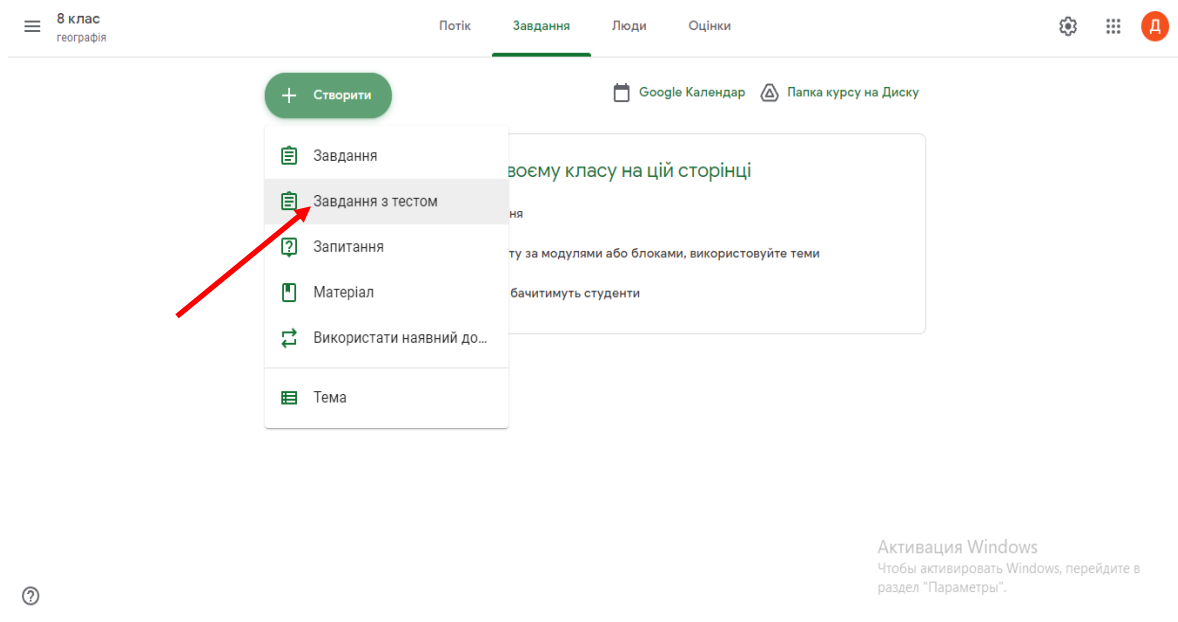 8 клас
географія
Потік
Завдання
Люди
Оцінки
Д
Створити
Google Календар
Папка курсу на Диску
Завдання
Завдання з тестом
Запитання
Матеріал
Використати наявний до...
Тема
воєму класу на цій сторінці
ня
ту за модулями або блоками, використовуйте теми
бачитимуть студенти
Активация Windows
Чтобы активировать Windows, перейдите в
раздел "Параметры".